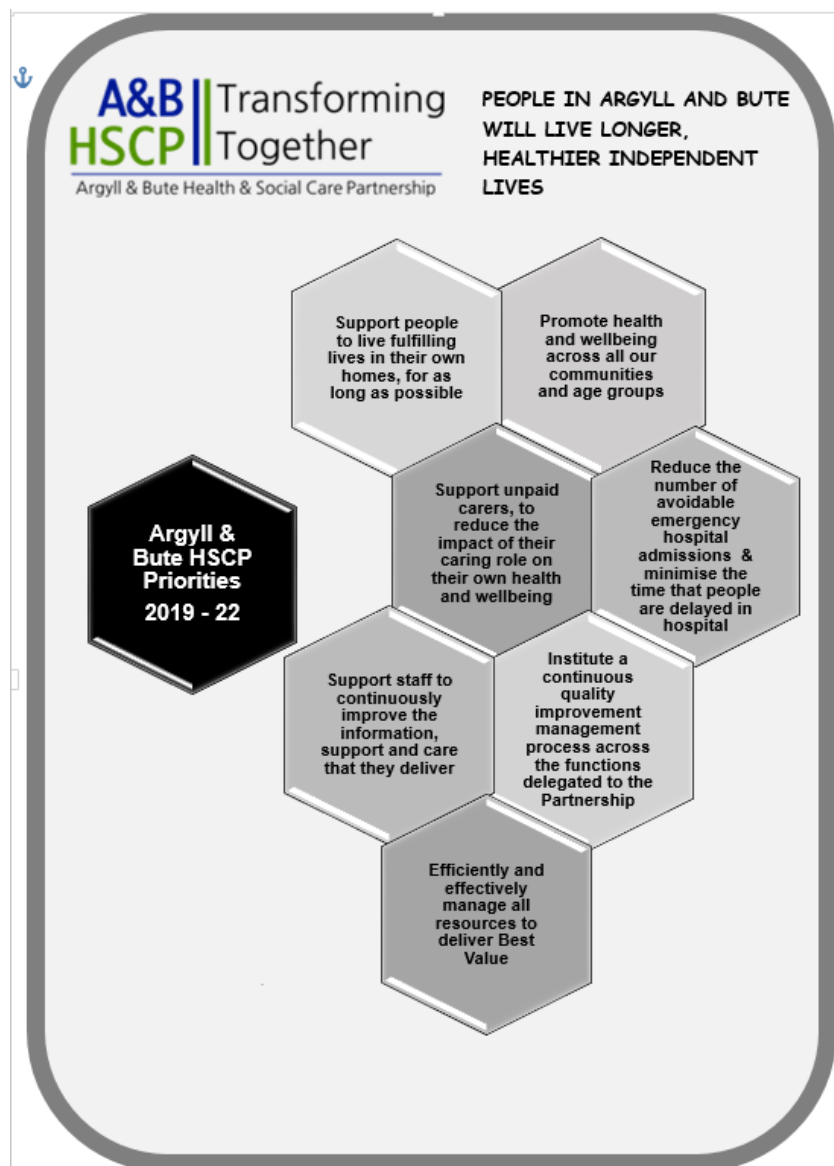 A&B
HSCP
Transforming
Together
Argyll & Bute Health & Social Care Partnership
PEOPLE IN ARGYLL AND BUTE
WILL LIVE LONGER,
HEALTHIER INDEPENDENT
LIVES
Support people
to live fulfilling
lives in their own
homes, for as
long as possible
Promote health
and wellbeing
across all our
communities
and age groups
Support unpaid
carers, to
reduce the
impact of their
caring role on
their own health
and wellbeing
Reduce the
number of
avoidable
emergency
hospital
admissions &
minimise the
time that people
are delayed in
hospital
Argyll &
Bute HSCP
Priorities
2019 - 22
Support staff to
continuously
improve the
information,
support and care
that they deliver
Institute a
continuous
quality
improvement
management
process across
the functions
delegated to the
Partnership
Efficiently and
effectively
manage all
resources to
deliver Best
Value